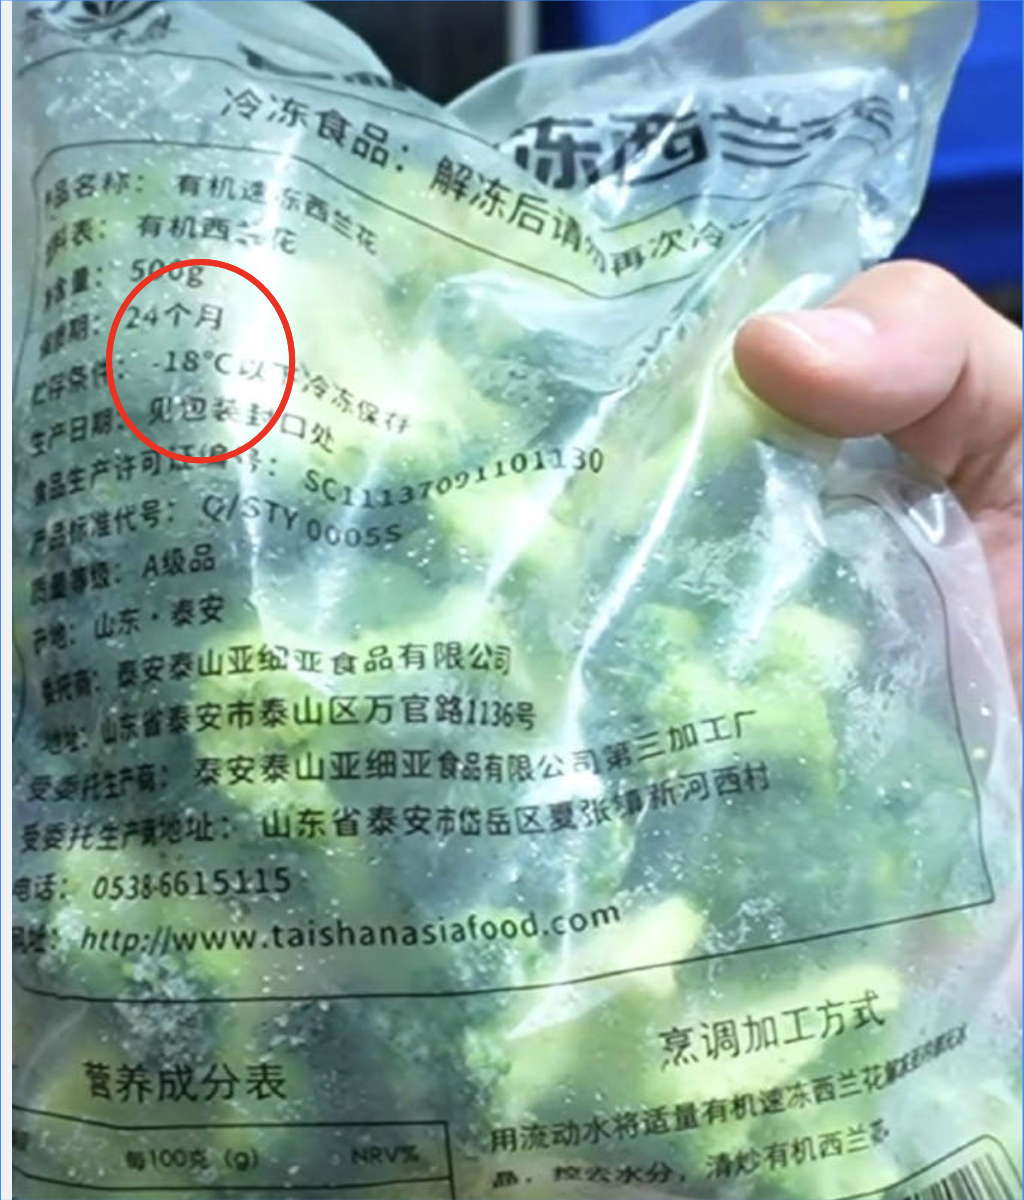 冻西兰花
冷冻食品：解冻后请勿再次冷
品名称： 有机速冻西兰花
料表： 有机西兰花
含量： 500g
保质期：24个月
贮存条件： -18℃以下冷冻保存
生产日期：见包装封口处
食品生产许可证编号： SC11137091101130
产品标准代号： Q/STY 0005S
质量等级： A级品
产地：山东·泰安
委托商：泰安泰山亚细亚食品有限公司
地址：山东省泰安市泰山区万官路1136号
受委托生产商： 泰安泰山亚细亚食品有限公司第三加工厂
受委托生产商地址： 山东省泰安市岱岳区夏张镇新河西村
电话： 0538-6615115
网址： http://www.taishanasiafood.com
营养成分表
每100克（g） NRV%
烹调加工方式
用流动水将适量有机速冻西兰花
品，控去水分，清炒有机西兰花